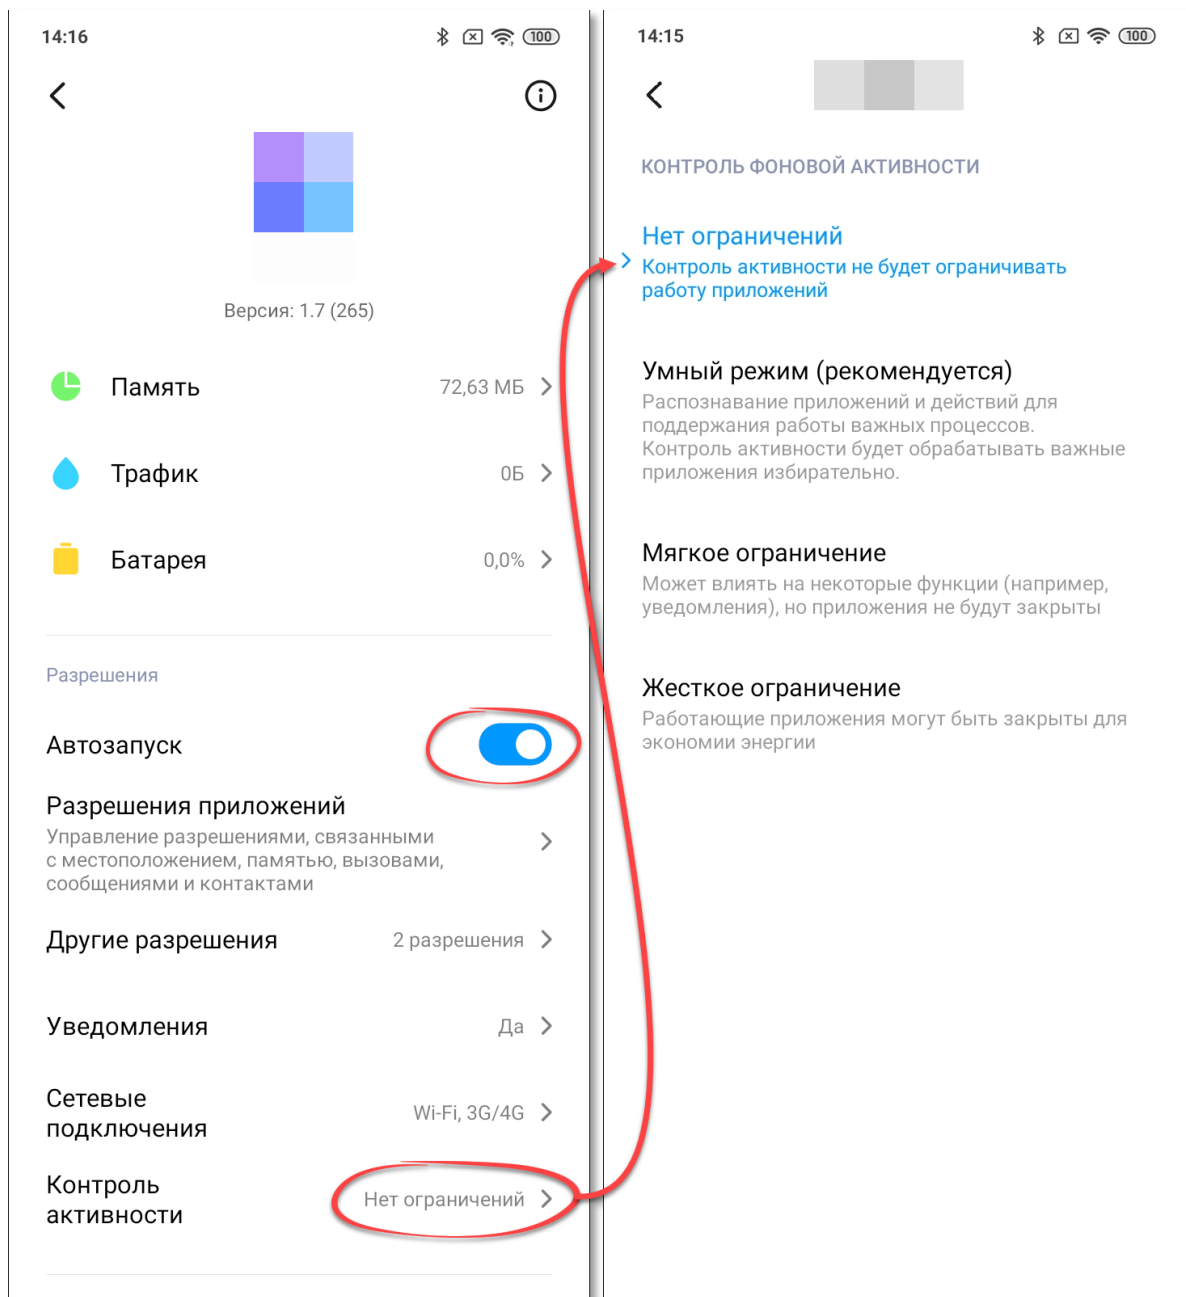 14:16
100
Версия: 1.7 (265)
Память
72,63 МБ
Трафик
0Б
Батарея
0,0%
Разрешения
Автозапуск
Разрешения приложений
Управление разрешениями, связанными
с местоположением, памятью, вызовами,
сообщениями и контактами
Другие разрешения
2 разрешения
Уведомления
Да
Сетевые
подключения
Wi-Fi, 3G/4G
Контроль
активности
Нет ограничений
14:15
100
КОНТРОЛЬ ФОНОВОЙ АКТИВНОСТИ
Нет ограничений
Контроль активности не будет ограничивать
работу приложений
Умный режим (рекомендуется)
Распознавание приложений и действий для
поддержания работы важных процессов.
Контроль активности будет обрабатывать важные
приложения избирательно.
Мягкое ограничение
Может влиять на некоторые функции (например,
уведомления), но приложения не будут закрыты
Жесткое ограничение
Работающие приложения могут быть закрыты для
экономии энергии